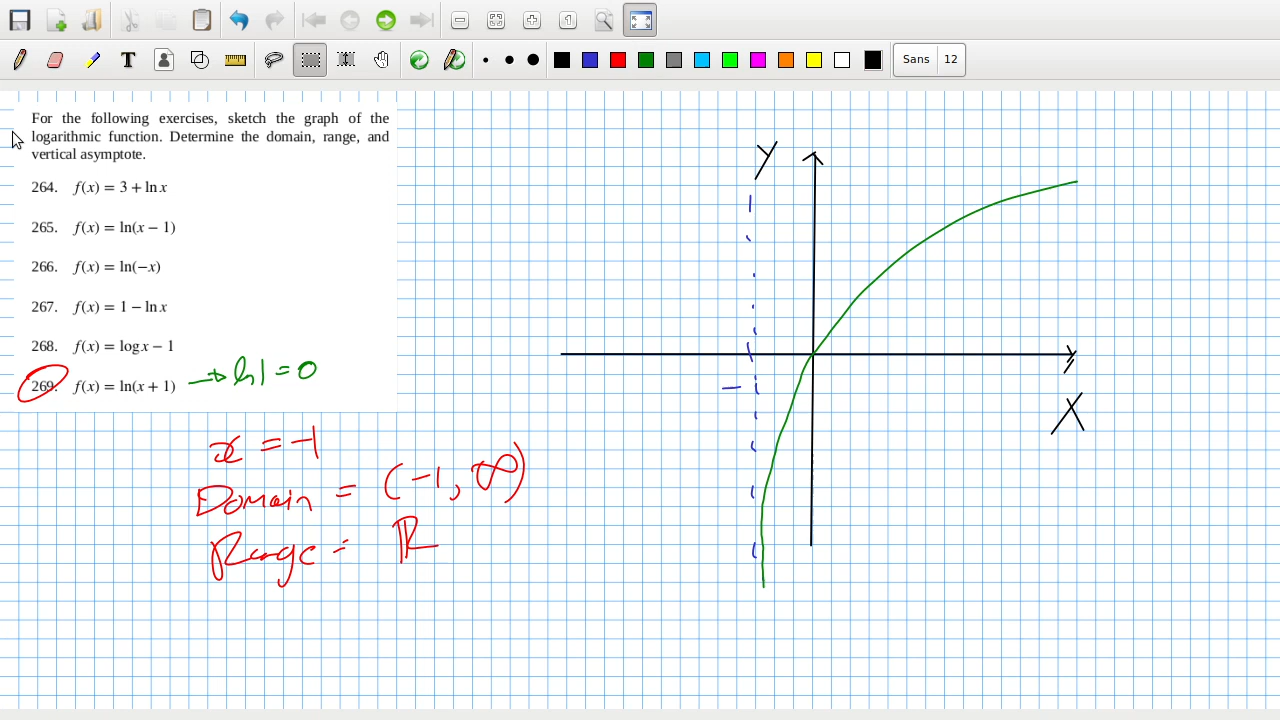 Sans 12
For the following exercises, sketch the graph of the
logarithmic function. Determine the domain, range, and
vertical asymptote.
264. f(x) = 3 + ln x
265. f(x) = ln(x − 1)
266. f(x) = ln(−x)
267. f(x) = 1 − ln x
268. f(x) = log x − 1
269. f(x) = ln(x + 1) → ln 1 = 0
x = -1
Domain = (-1, ∞)
Range = ℝ
y
X